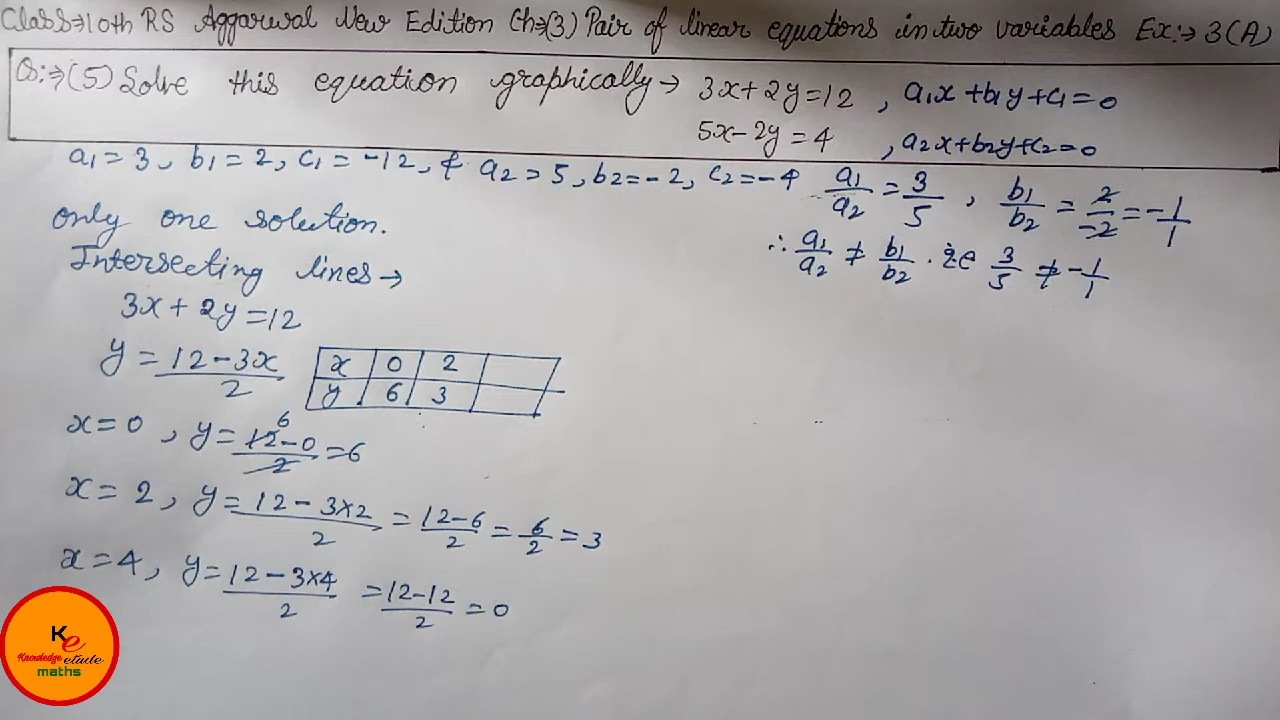 Class⇒10th RS Aggarwal New Edition Ch⇒(3) Pair of linear equations in two variables Ex:→ 3(A)
Q:⇒(5) Solve this equation graphically→ 3x+2y=12 , a₁x+b₁y+c₁=0
5x-2y=4 , a₂x+b₂y+c₂=0
a₁=3, b₁=2, c₁=-12, & a₂=5, b₂=-2, c₂=-4 a₁/a₂ = 3/5 , b₁/b₂ = 2/-2 = -1/1
only one solution.
∴ a₁/a₂ ≠ b₁/b₂ . ie 3/5 ≠ -1/1
Intersecting lines→
3x+2y=12
y = 12-3x/2
x 0 2
y 6 3
x=0 , y = 12-0/2 = 6
6
x=2, y = 12-3×2/2 = 12-6/2 = 6/2 = 3
x=4, y = 12-3×4/2 = 12-12/2 = 0
Ke
Knowledge etade
maths